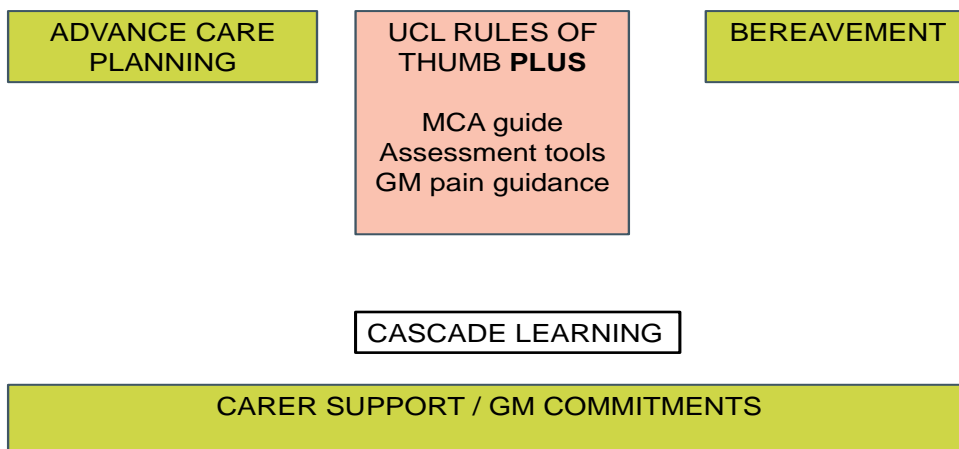 ADVANCE CARE
PLANNING
UCL RULES OF
THUMB PLUS
MCA guide
Assessment tools
GM pain guidance
BEREAVEMENT
CASCADE LEARNING
CARER SUPPORT / GM COMMITMENTS